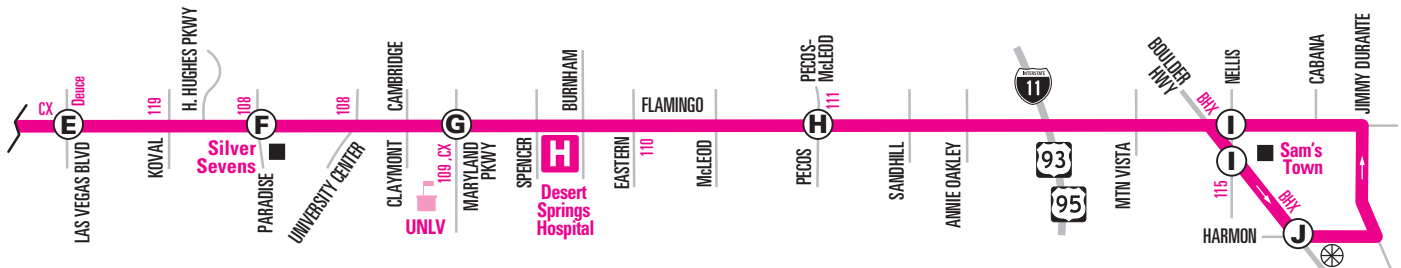 CX
Deuce
E
LAS VEGAS BLVD
119
KOVAL
H. HUGHES PKWY
108
F
Silver
Sevens
PARADISE
108
UNIVERSITY CENTER
CAMBRIDGE
CLAYMONT
UNLV
G
109 ,CX
MARYLAND
PKWY
SPENCER
H
Desert
Springs
Hospital
BURNHAM
EASTERN
110
FLAMINGO
McLEOD
PECOS-
McLEOD
111
H
PECOS
SANDHILL
ANNIE OAKLEY
INTERSTATE
11
93
95
MTN VISTA
BOULDER
HWY
BHX
NELLIS
I
I
115
Sam's
Town
CABANA
JIMMY DURANTE
BHX
HARMON
J